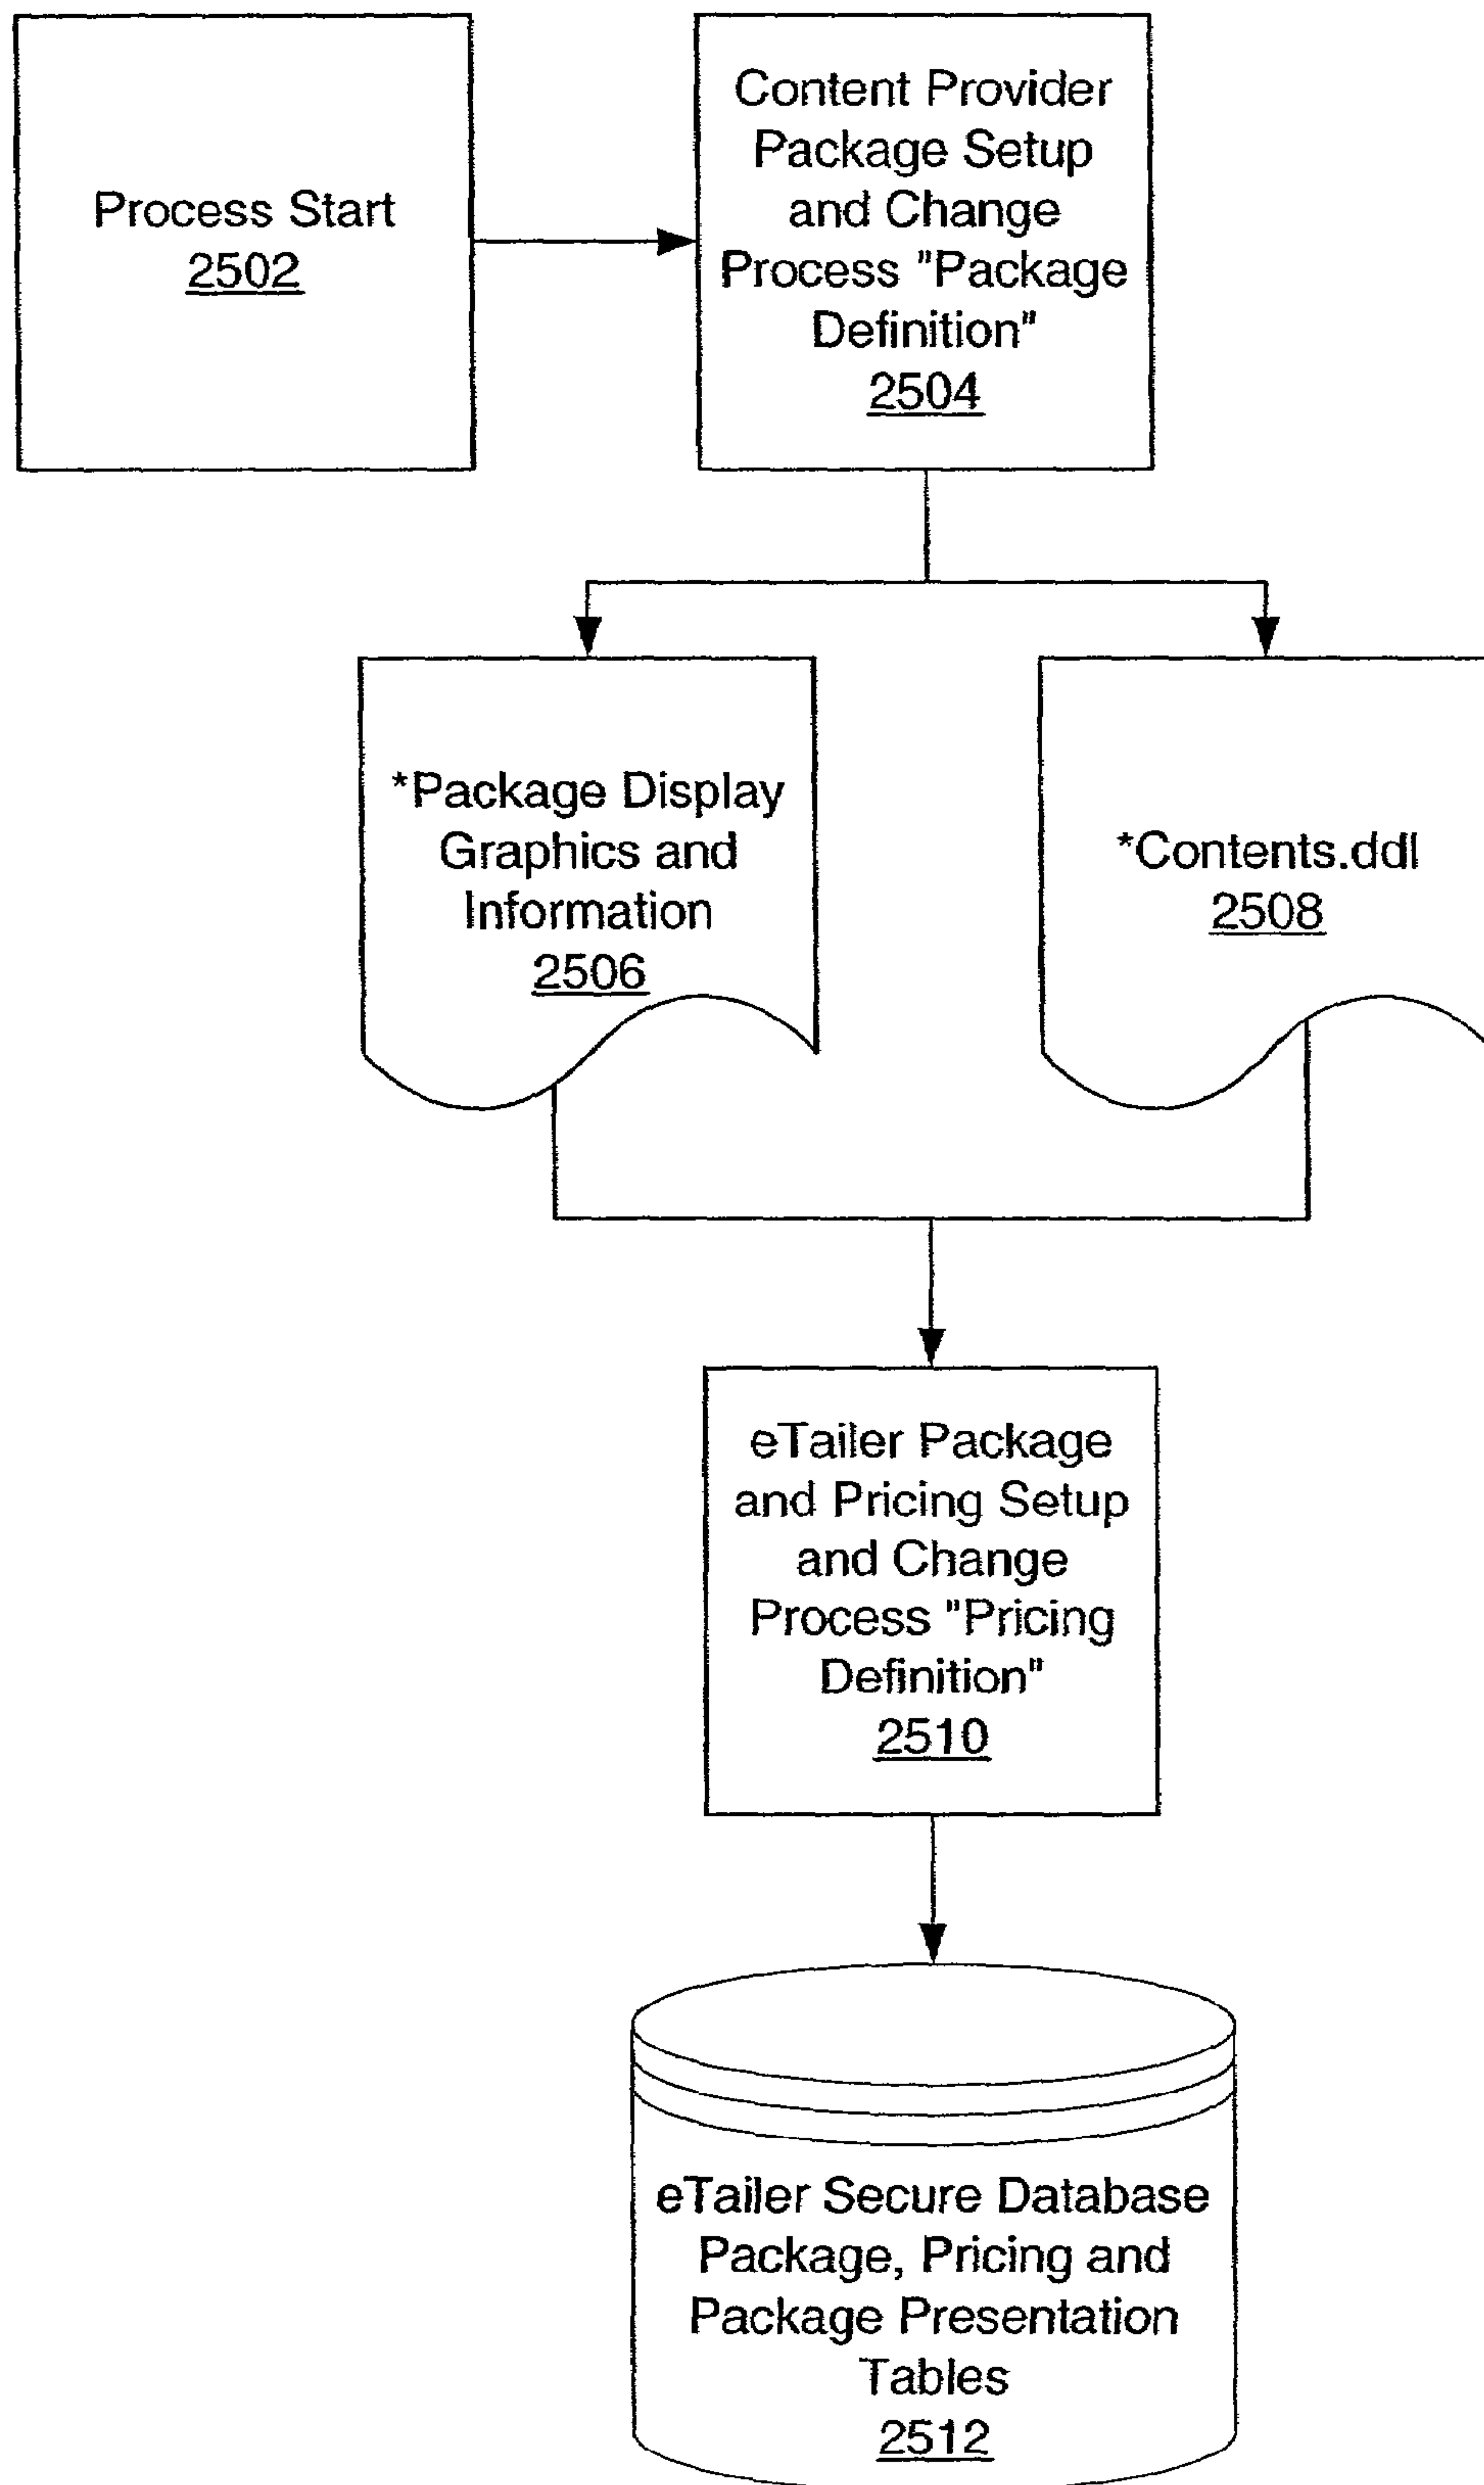 Process Start
2502
Content Provider
Package Setup
and Change
Process "Package
Definition"
2504
*Package Display
Graphics and
Information
2506
*Contents.ddl
2508
eTailer Package
and Pricing Setup
and Change
Process "Pricing
Definition"
2510
eTailer Secure Database
Package, Pricing and
Package Presentation
Tables
2512